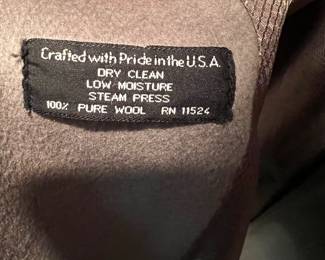 Crafted with Pride in the U.S.A.
DRY CLEAN
LOW MOISTURE
STEAM PRESS
100% PURE WOOL RN 11524